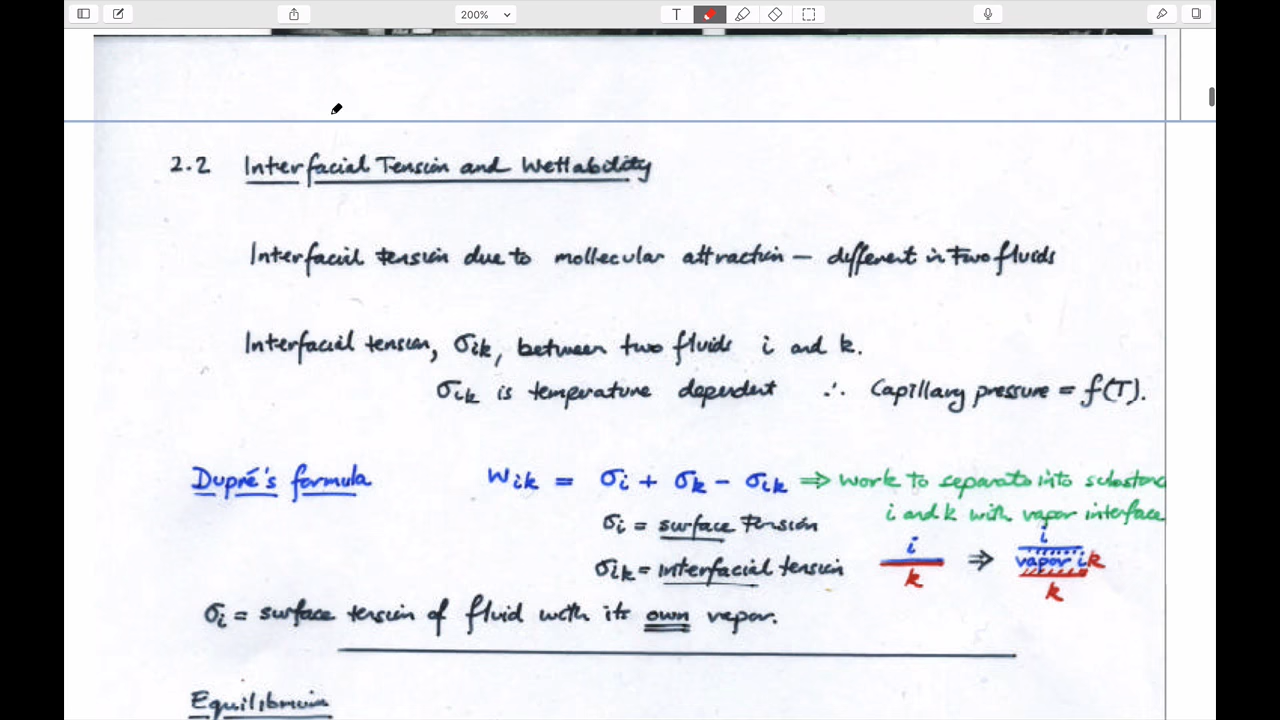 200%
T
2.2 Interfacial Tension and Wettability
Interfacial tension due to mollecular attraction — different in two fluids
Interfacial tension, σik, between two fluids i and k.
σik is temperature dependent ∴ Capillary pressure = f(T).
Dupré's formula Wik = σi + σk - σik ⇒ work to separate into substanc
i and k with vapor interface
σi = surface tension
σik = interfacial tension
i
k
⇒
i
vapor ik
k
σi = surface tension of fluid with its own vapor.
Equilibrium